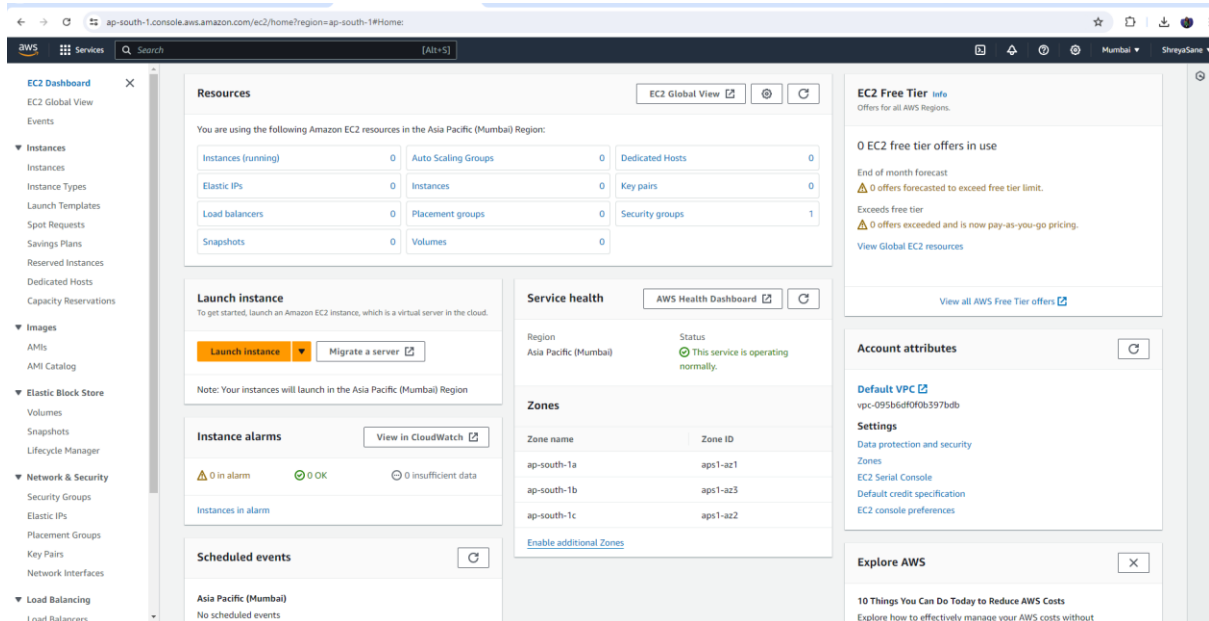 ap-south-1.console.aws.amazon.com/ec2/home?region=ap-south-1#Home:
aws
Services
Search
[Alt+S]
Mumbai
ShreyaSane
EC2 Dashboard
EC2 Global View
Events
Instances
Instances
Instance Types
Launch Templates
Spot Requests
Savings Plans
Reserved Instances
Dedicated Hosts
Capacity Reservations
Images
AMIs
AMI Catalog
Elastic Block Store
Volumes
Snapshots
Lifecycle Manager
Network & Security
Security Groups
Elastic IPs
Placement Groups
Key Pairs
Network Interfaces
Load Balancing
Load Balancers
Resources
EC2 Global View
You are using the following Amazon EC2 resources in the Asia Pacific (Mumbai) Region:
Instances (running) 0
Auto Scaling Groups 0
Dedicated Hosts 0
Elastic IPs 0
Instances 0
Key pairs 0
Load balancers 0
Placement groups 0
Security groups 1
Snapshots 0
Volumes 0
Launch instance
To get started, launch an Amazon EC2 instance, which is a virtual server in the cloud.
Launch instance
Migrate a server
Note: Your instances will launch in the Asia Pacific (Mumbai) Region
Instance alarms
View in CloudWatch
0 in alarm
0 OK
0 insufficient data
Instances in alarm
Scheduled events
Asia Pacific (Mumbai)
No scheduled events
Service health
AWS Health Dashboard
Region
Asia Pacific (Mumbai)
Status
This service is operating
normally.
Zones
Zone name Zone ID
ap-south-1a aps1-az1
ap-south-1b aps1-az3
ap-south-1c aps1-az2
Enable additional Zones
EC2 Free Tier Info
Offers for all AWS Regions.
0 EC2 free tier offers in use
End of month forecast
0 offers forecasted to exceed free tier limit.
Exceeds free tier
0 offers exceeded and is now pay-as-you-go pricing.
View Global EC2 resources
View all AWS Free Tier offers
Account attributes
Default VPC
vpc-095b6df0f0b397bdb
Settings
Data protection and security
Zones
EC2 Serial Console
Default credit specification
EC2 console preferences
Explore AWS
10 Things You Can Do Today to Reduce AWS Costs
Explore how to effectively manage your AWS costs without